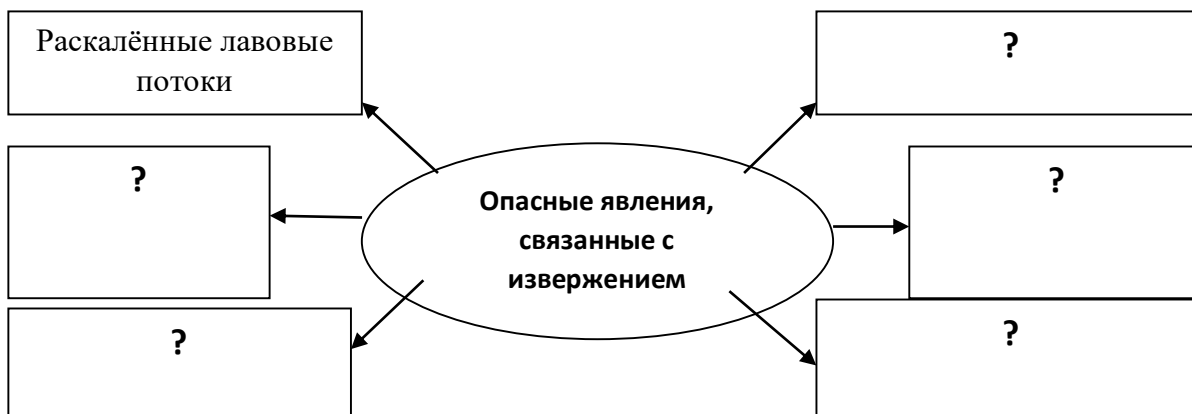 Раскалённые лавовые
потоки
?
?
Опасные явления,
связанные с
извержением
?
?
?